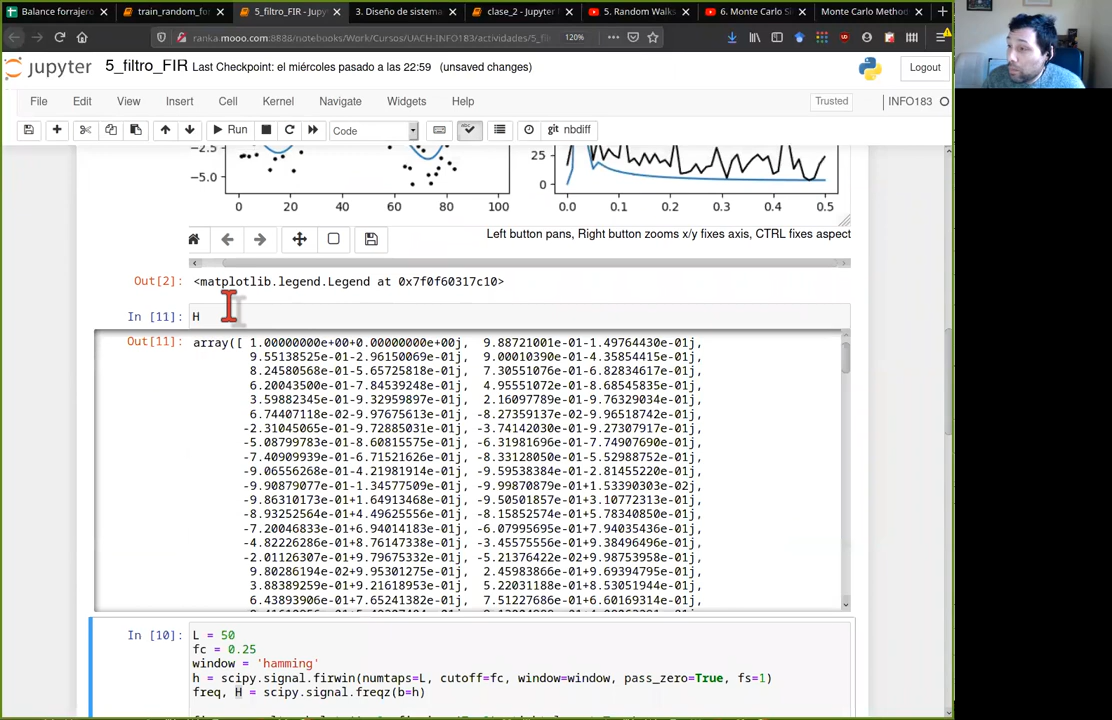 Balance forrajero
train_random_fo
5_filtro_FIR - Jupyt
3. Diseño de sistema
clase_2 - Jupyter
5. Random Walks
6. Monte Carlo Si
Monte Carlo Method
ranka.mooo.com:8888/notebooks/Work/Cursos/UACH-INFO183/actividades/5_fil
120%
jupyter 5_filtro_FIR Last Checkpoint: el miércoles pasado a las 22:59 (unsaved changes)
Logout
File Edit View Insert Cell Kernel Navigate Widgets Help
Trusted
INFO183
Run
Code
nbdiff
git
−2.5
−5.0
0 20 40 60 80 100
25
0
0.0 0.1 0.2 0.3 0.4 0.5
Left button pans, Right button zooms x/y fixes axis, CTRL fixes aspect
Out[2]: <matplotlib.legend.Legend at 0x7f0f60317c10>
In [11]: H
Out[11]: array([ 1.00000000e+00+0.00000000e+00j, 9.88721001e-01-1.49764430e-01j,
9.55138525e-01-2.96150069e-01j, 9.00010390e-01-4.35854415e-01j,
8.24580568e-01-5.65725818e-01j, 7.30551076e-01-6.82834617e-01j,
6.20043500e-01-7.84539248e-01j, 4.95551072e-01-8.68545835e-01j,
3.59882345e-01-9.32959897e-01j, 2.16097789e-01-9.76329034e-01j,
6.74407118e-02-9.97675613e-01j, -8.27359137e-02-9.96518742e-01j,
-2.31045065e-01-9.72885031e-01j, -3.74142030e-01-9.27307917e-01j,
-5.08799783e-01-8.60815575e-01j, -6.31981696e-01-7.74907690e-01j,
-7.40909939e-01-6.71521626e-01j, -8.33128050e-01-5.52988752e-01j,
-9.06556268e-01-4.21981914e-01j, -9.59538384e-01-2.81455220e-01j,
-9.90879077e-01-1.34577509e-01j, -9.99870879e-01+1.53390303e-02j,
-9.86310173e-01+1.64913468e-01j, -9.50501857e-01+3.10772313e-01j,
-8.93252564e-01+4.49625556e-01j, -8.15852574e-01+5.78340850e-01j,
-7.20046833e-01+6.94014183e-01j, -6.07995695e-01+7.94035436e-01j,
-4.82226286e-01+8.76147338e-01j, -3.45575556e-01+9.38496496e-01j,
-2.01126307e-01+9.79675332e-01j, -5.21376422e-02+9.98753958e-01j,
9.80286194e-02+9.95301275e-01j, 2.45983866e-01+9.69394795e-01j,
3.88389259e-01+9.21618953e-01j, 5.22031188e-01+8.53051944e-01j,
6.43893906e-01+7.65241382e-01j, 7.51227686e-01+6.60169314e-01j,
In [10]: L = 50
fc = 0.25
window = 'hamming'
h = scipy.signal.firwin(numtaps=L, cutoff=fc, window=window, pass_zero=True, fs=1)
freq, H = scipy.signal.freqz(b=h)